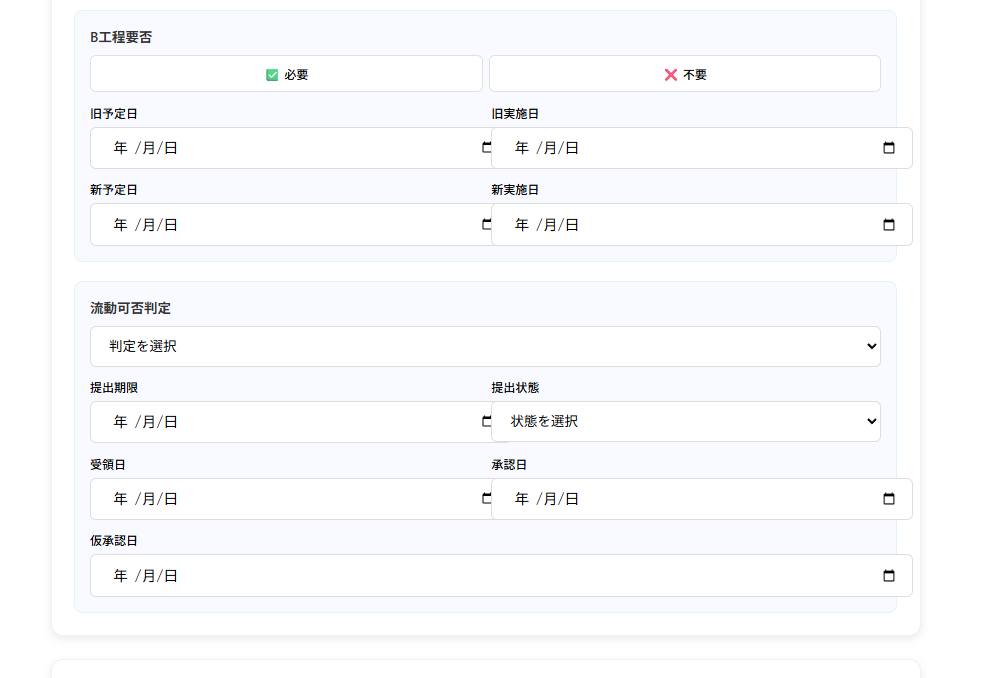 B工程要否
✅ 必要 ❌ 不要
旧予定日 旧実施日
年 /月/日 年 /月/日
新予定日 新実施日
年 /月/日 年 /月/日
流動可否判定
判定を選択
提出期限 提出状態
年 /月/日 状態を選択
受領日 承認日
年 /月/日 年 /月/日
仮承認日
年 /月/日